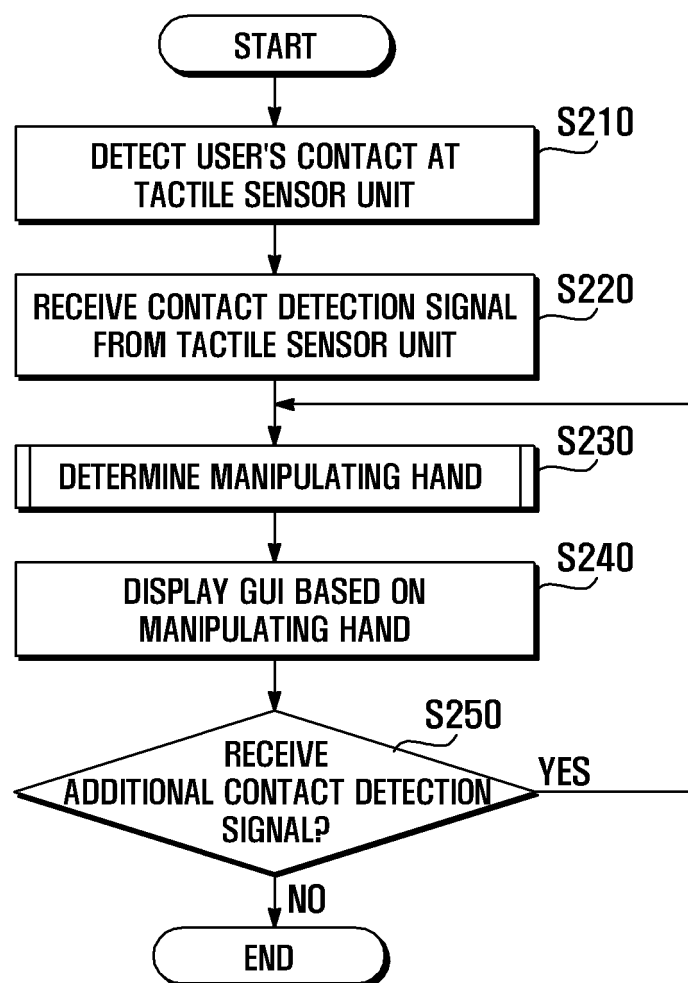 START
S210
DETECT USER'S CONTACT AT
TACTILE SENSOR UNIT
S220
RECEIVE CONTACT DETECTION SIGNAL
FROM TACTILE SENSOR UNIT
S230
DETERMINE MANIPULATING HAND
S240
DISPLAY GUI BASED ON
MANIPULATING HAND
S250
RECEIVE
ADDITIONAL CONTACT DETECTION
SIGNAL?
YES
NO
END